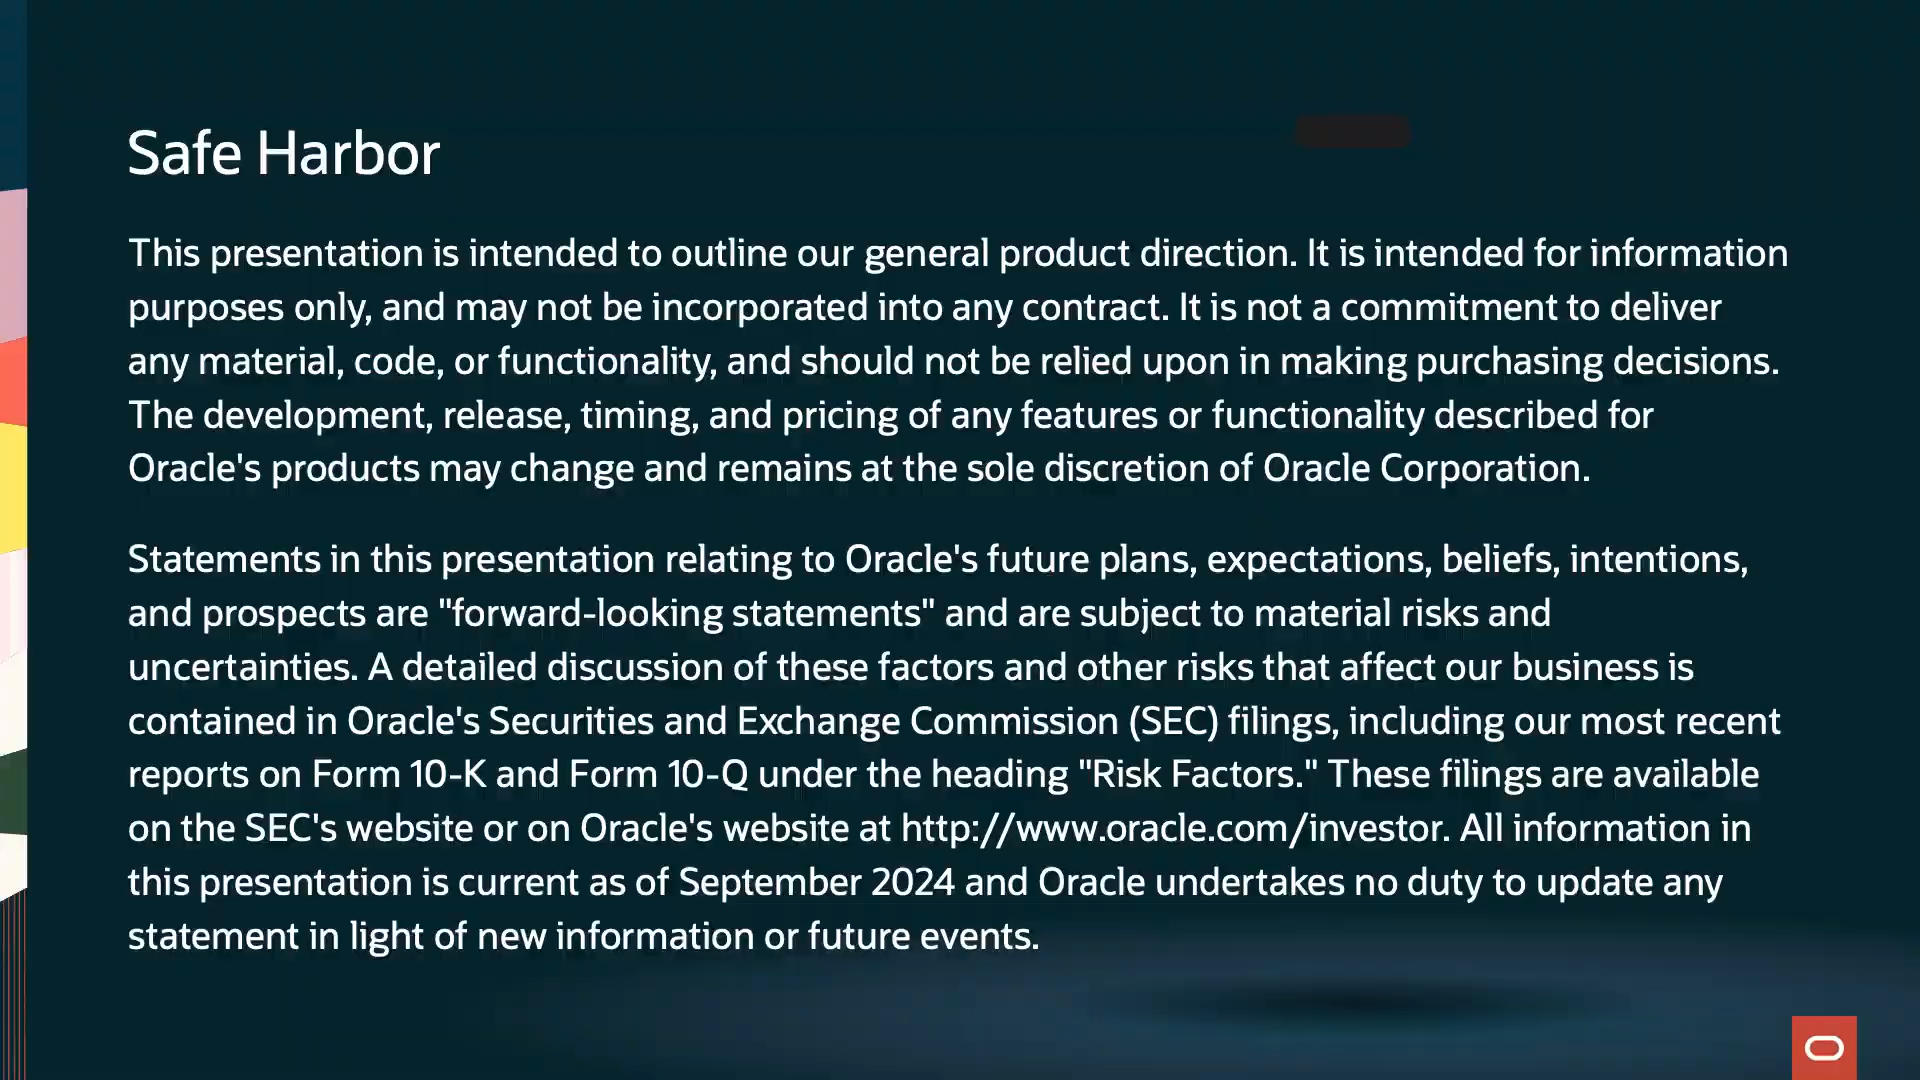 Safe Harbor
This presentation is intended to outline our general product direction. It is intended for information
purposes only, and may not be incorporated into any contract. It is not a commitment to deliver
any material, code, or functionality, and should not be relied upon in making purchasing decisions.
The development, release, timing, and pricing of any features or functionality described for
Oracle's products may change and remains at the sole discretion of Oracle Corporation.
Statements in this presentation relating to Oracle's future plans, expectations, beliefs, intentions,
and prospects are "forward-looking statements" and are subject to material risks and
uncertainties. A detailed discussion of these factors and other risks that affect our business is
contained in Oracle's Securities and Exchange Commission (SEC) filings, including our most recent
reports on Form 10-K and Form 10-Q under the heading "Risk Factors." These filings are available
on the SEC's website or on Oracle's website at http://www.oracle.com/investor. All information in
this presentation is current as of September 2024 and Oracle undertakes no duty to update any
statement in light of new information or future events.